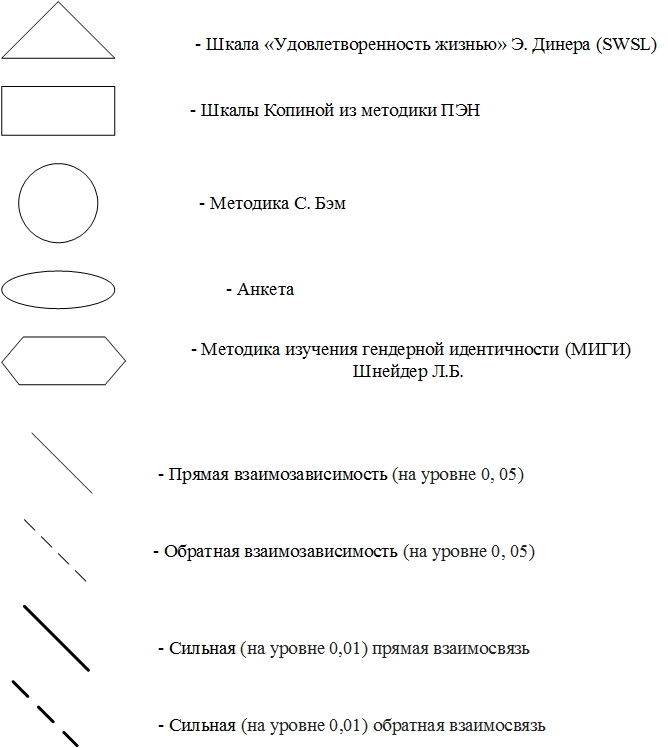 - Шкала «Удовлетворенность жизнью» Э. Динера (SWSL)
- Шкалы Копиной из методики ПЭН
- Методика С. Бэм
- Анкета
- Методика изучения гендерной идентичности (МИГИ)
Шнейдер Л.Б.
- Прямая взаимозависимость (на уровне 0, 05)
- Обратная взаимозависимость (на уровне 0, 05)
- Сильная (на уровне 0,01) прямая взаимосвязь
- Сильная (на уровне 0,01) обратная взаимосвязь